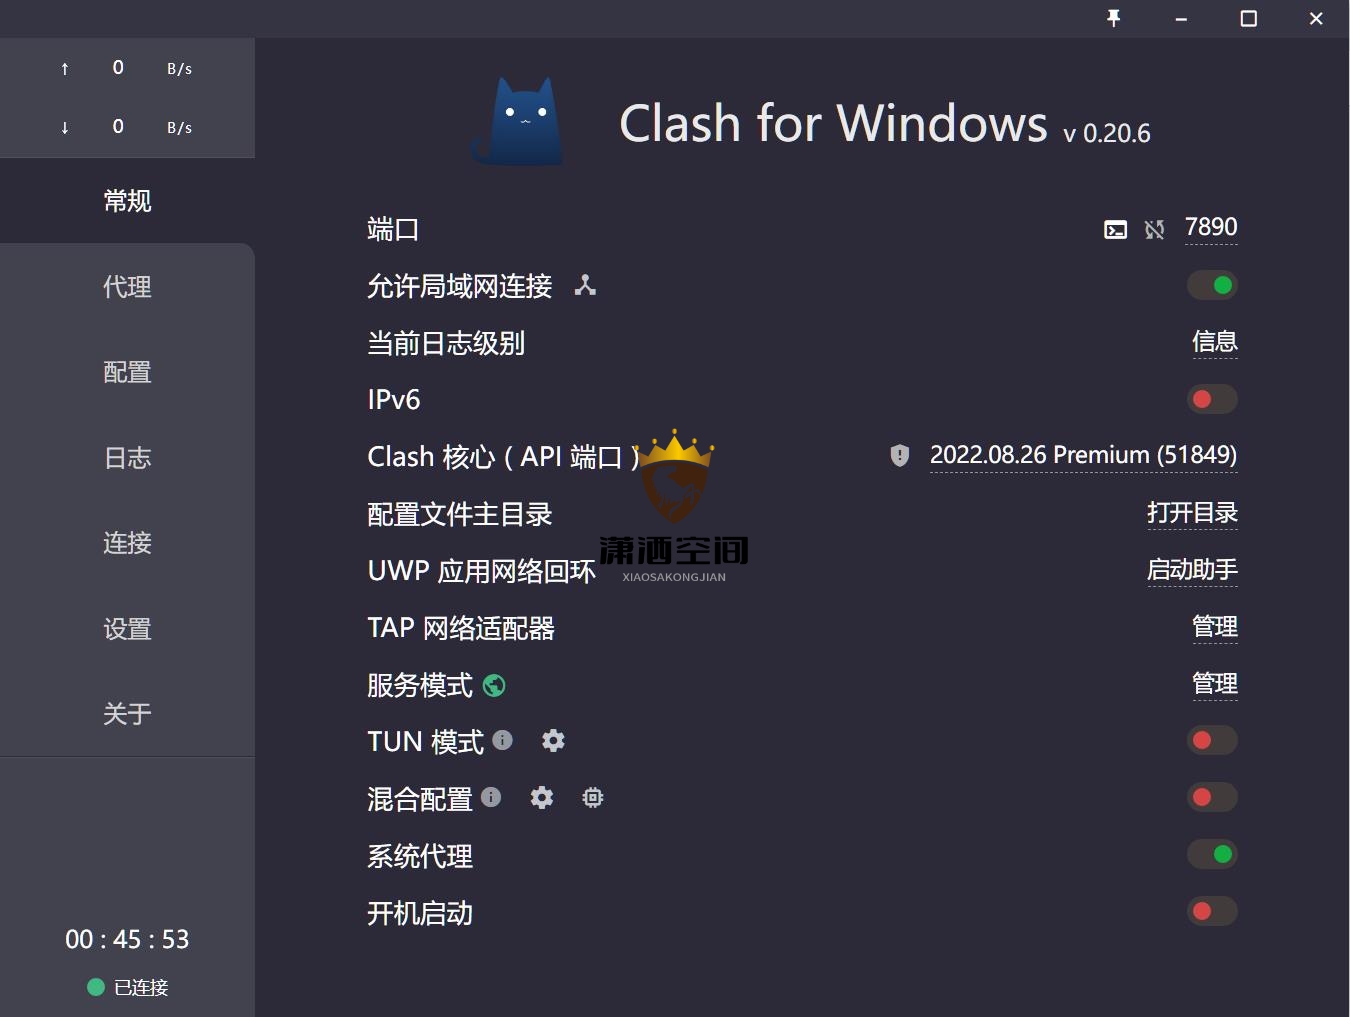 ↑ 0 B/s
↓ 0 B/s
常规
代理
配置
日志
连接
设置
关于
00 : 45 : 53
已连接
Clash for Windows v 0.20.6
端口 7890
允许局域网连接
当前日志级别 信息
IPv6
Clash 核心 ( API 端口 ) 2022.08.26 Premium (51849)
配置文件主目录 打开目录
UWP 应用网络回环 启动助手
TAP 网络适配器 管理
服务模式 管理
TUN 模式
混合配置
系统代理
开机启动
潇洒空间
XIAOSAKONGJIAN